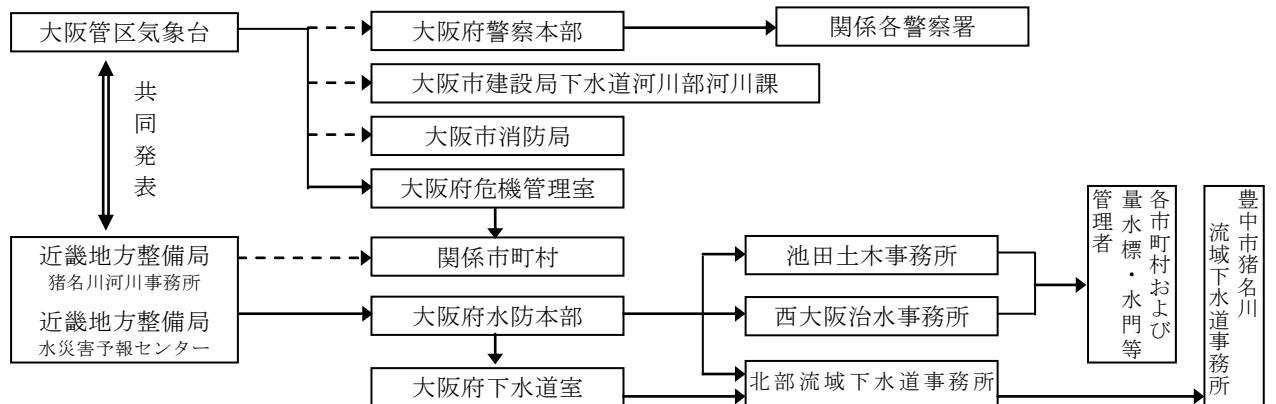 大阪管区気象台
大阪府警察本部
関係各警察署
大阪市建設局下水道河川部河川課
大阪市消防局
大阪府危機管理室
共同発表
近畿地方整備局
猪名川河川事務所
近畿地方整備局
水災害予報センター
関係市町村
大阪府水防本部
大阪府下水道室
池田土木事務所
西大阪治水事務所
北部流域下水道事務所
各市町村および
量水標・水門等
管理者
豊中市猪名川
流域下水道事務所